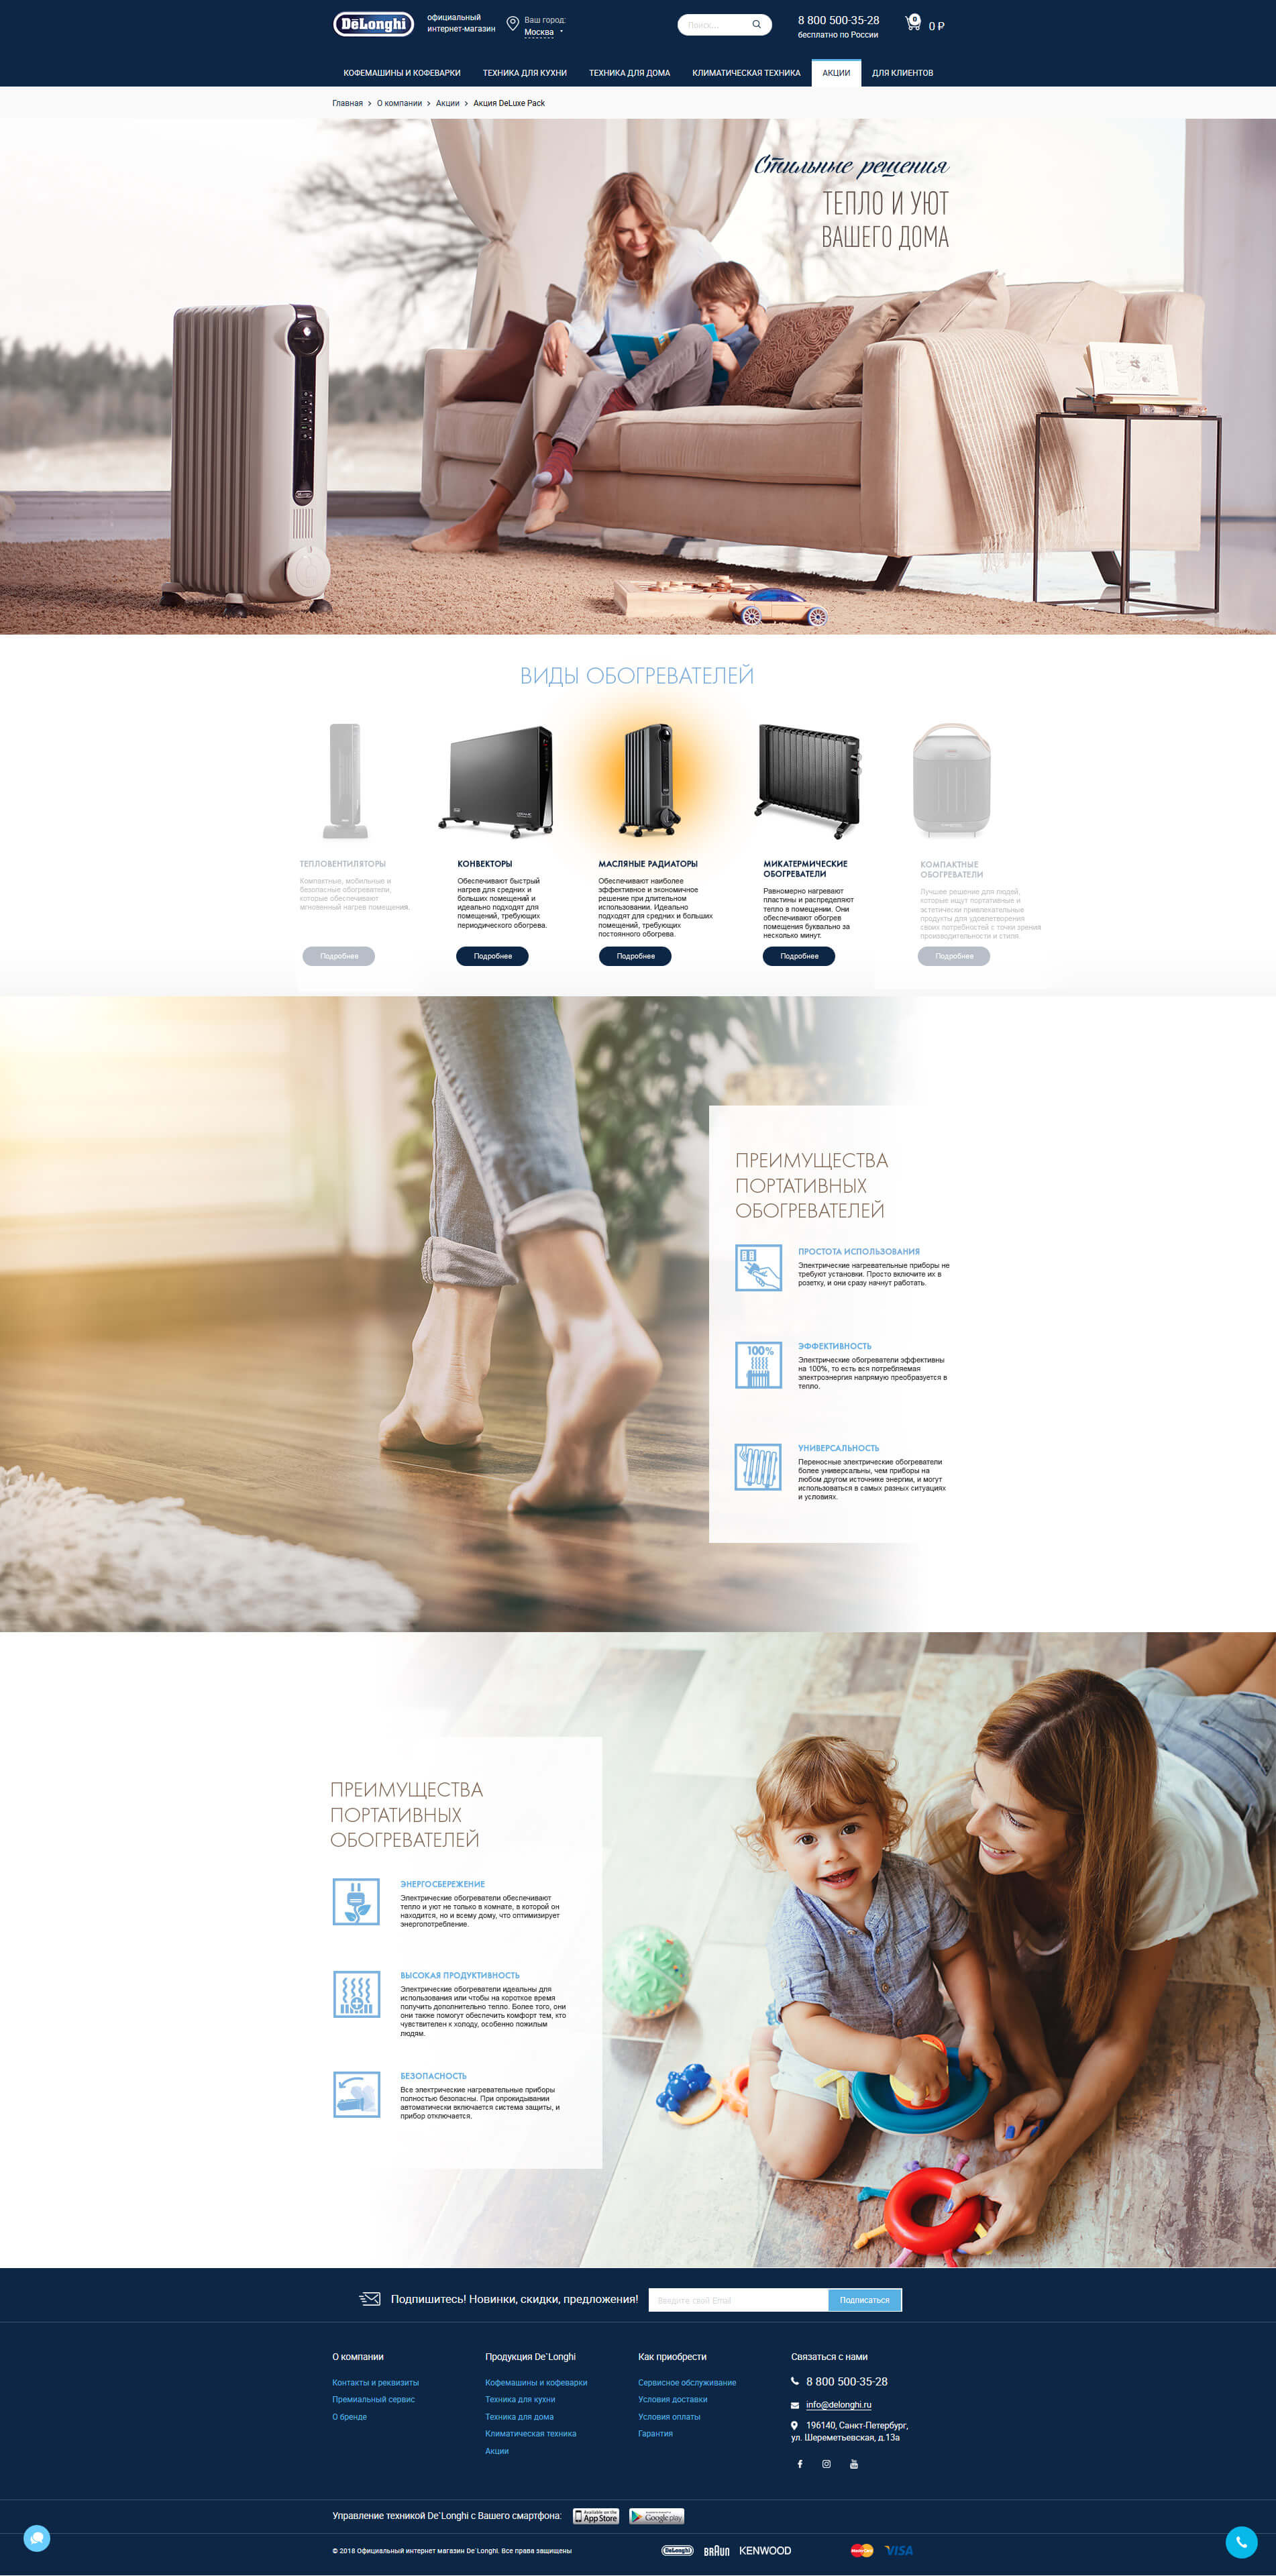 DeLonghi
официальный
интернет-магазин
Ваш город:
Москва
Поиск...
8 800 500-35-28
бесплатно по России
0
0 ₽
КОФЕМАШИНЫ И КОФЕВАРКИ ТЕХНИКА ДЛЯ КУХНИ ТЕХНИКА ДЛЯ ДОМА КЛИМАТИЧЕСКАЯ ТЕХНИКА АКЦИИ ДЛЯ КЛИЕНТОВ
Главная > О компании > Акции > Акция DeLuxe Pack
Стильные решения
ТЕПЛО И УЮТ
ВАШЕГО ДОМА
ВИДЫ ОБОГРЕВАТЕЛЕЙ
ТЕПЛОВЕНТИЛЯТОРЫ
Компактные, мобильные и
безопасные обогреватели,
которые обеспечивают
мгновенный нагрев помещения.
Подробнее
КОНВЕКТОРЫ
Обеспечивают быстрый
нагрев для средних и
больших помещений и
идеально подходят для
помещений, требующих
периодического обогрева.
Подробнее
МАСЛЯНЫЕ РАДИАТОРЫ
Обеспечивают наиболее
эффективное и экономичное
решение при длительном
использовании. Идеально
подходят для средних и больших
помещений, требующих
постоянного обогрева.
Подробнее
МИКАТЕРМИЧЕСКИЕ
ОБОГРЕВАТЕЛИ
Равномерно нагревают
пластины и распределяют
тепло в помещении. Они
обеспечивают обогрев
помещения буквально за
несколько минут.
Подробнее
КОМПАКТНЫЕ
ОБОГРЕВАТЕЛИ
Лучшее решение для людей,
которые ищут портативные и
эстетически привлекательные
продукты для удовлетворения
своих потребностей с точки зрения
производительности и стиля.
Подробнее
ПРЕИМУЩЕСТВА
ПОРТАТИВНЫХ
ОБОГРЕВАТЕЛЕЙ
ПРОСТОТА ИСПОЛЬЗОВАНИЯ
Электрические нагревательные приборы не
требуют установки. Просто включите их в
розетку, и они сразу начнут работать.
100%
ЭФФЕКТИВНОСТЬ
Электрические обогреватели эффективны
на 100%, то есть вся потребляемая
электроэнергия напрямую преобразуется в
тепло.
УНИВЕРСАЛЬНОСТЬ
Переносные электрические обогреватели
более универсальны, чем приборы на
любом другом источнике энергии, и могут
использоваться в самых разных ситуациях
и условиях.
ПРЕИМУЩЕСТВА
ПОРТАТИВНЫХ
ОБОГРЕВАТЕЛЕЙ
ЭНЕРГОСБЕРЕЖЕНИЕ
Электрические обогреватели обеспечивают
тепло и уют не только в комнате, в которой он
находится, но и всему дому, что оптимизирует
энергопотребление.
ВЫСОКАЯ ПРОДУКТИВНОСТЬ
Электрические обогреватели идеальны для
использования или чтобы на короткое время
получить дополнительно тепло. Более того, они
они также помогут обеспечить комфорт тем, кто
чувствителен к холоду, особенно пожилым
людям.
БЕЗОПАСНОСТЬ
Все электрические нагревательные приборы
полностью безопасны. При опрокидывании
автоматически включается система защиты, и
прибор отключается.
Подпишитесь! Новинки, скидки, предложения!
Введите свой Email
Подписаться
О компании
Контакты и реквизиты
Премиальный сервис
О бренде
Продукция De`Longhi
Кофемашины и кофеварки
Техника для кухни
Техника для дома
Климатическая техника
Акции
Как приобрести
Сервисное обслуживание
Условия доставки
Условия оплаты
Гарантия
Связаться с нами
8 800 500-35-28
info@delonghi.ru
196140, Санкт-Петербург,
ул. Шереметьевская, д.13а
Управление техникой De`Longhi с Вашего смартфона:
Available on the
App Store
Google play
© 2018 Официальный интернет магазин De`Longhi. Все права защищены
DeLonghi BRAUN KENWOOD MasterCard VISA